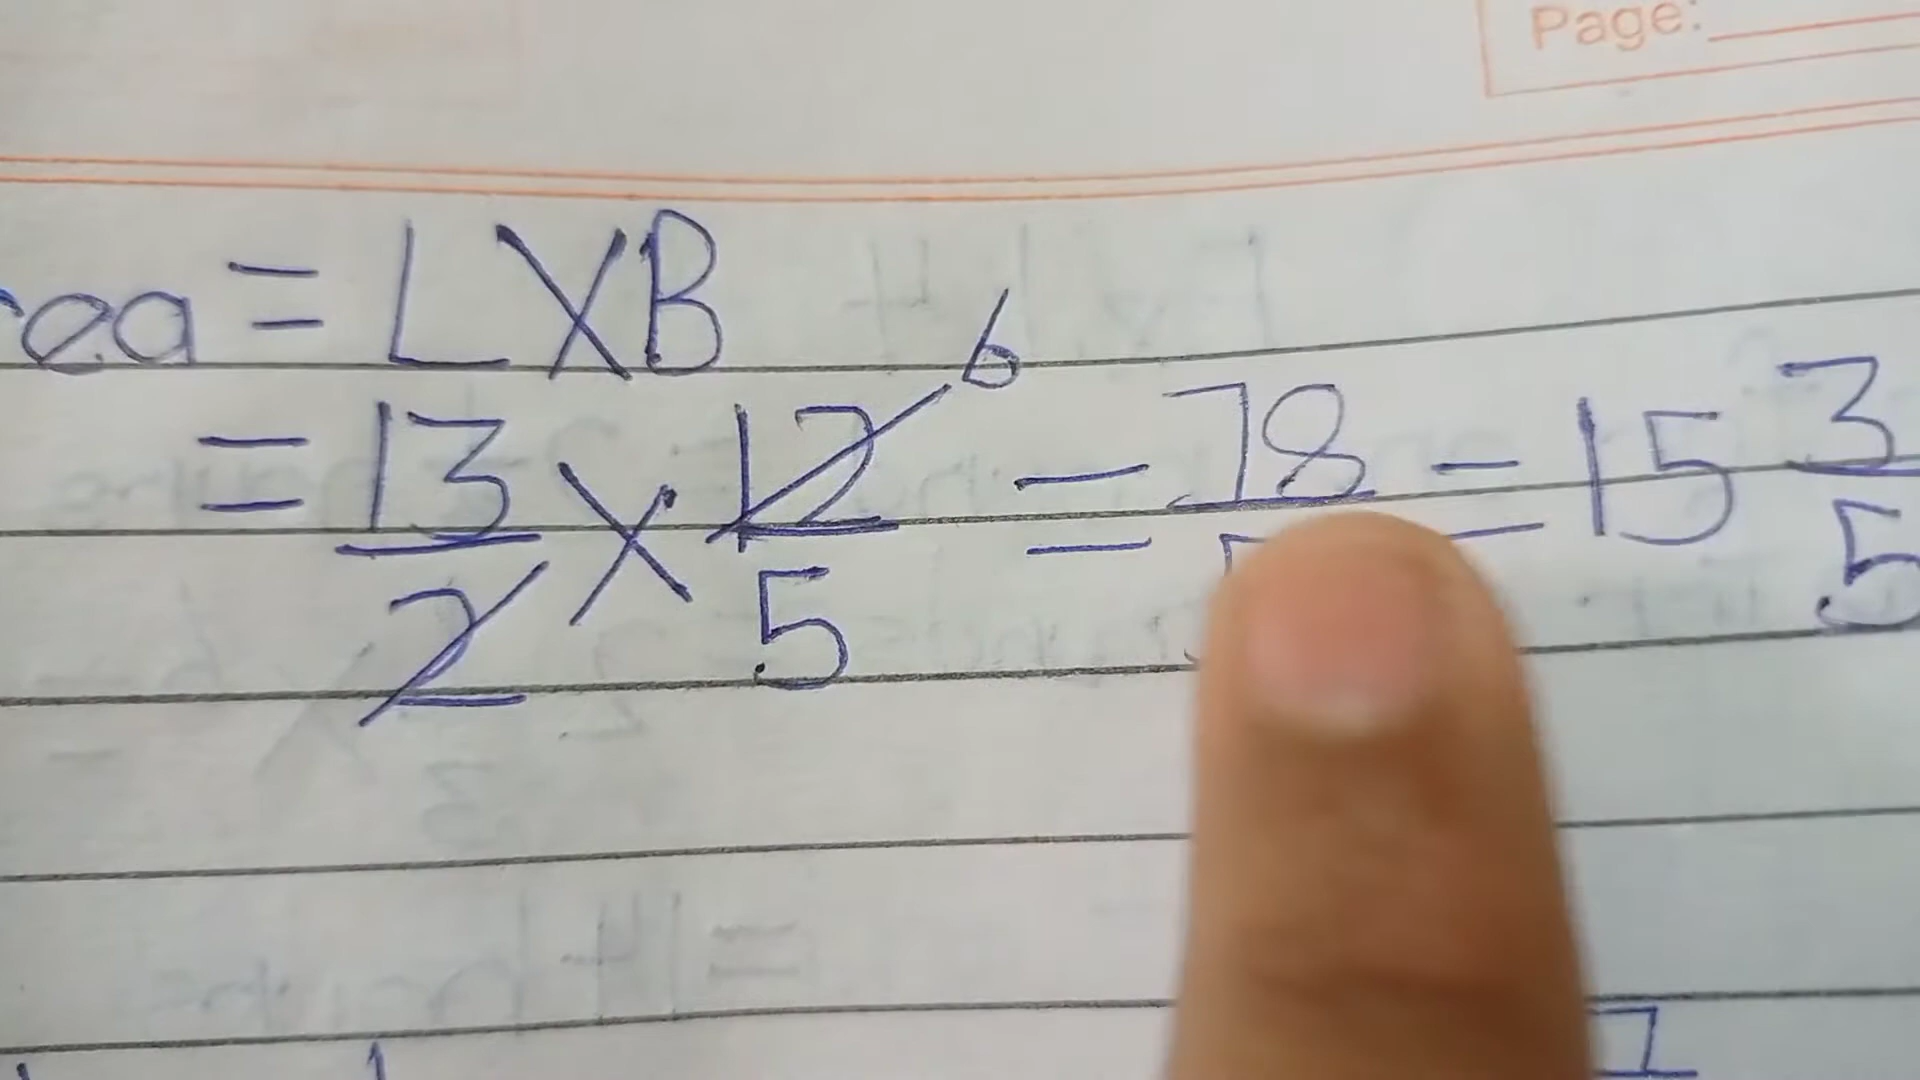 Page:
ea = L X B
= 13/2 X 12/5 6 = 78/5 = 15 3/5